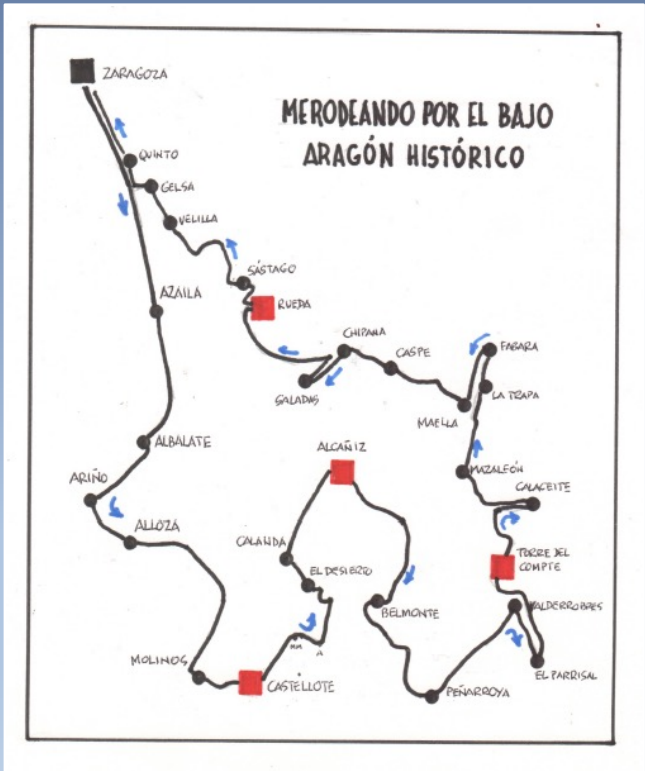 ZARAGOZA
MERODEANDO POR EL BAJO
ARAGÓN HISTÓRICO
QUINTO
GELSA
VELILLA
SÁSTAGO
AZAILA
RUEDA
CHIPANA
FABARA
CASPE
LA TRAPA
SALADAS
MAELLA
ALBALATE
ALCAÑIZ
MAZALEÓN
ARIÑO
CALACEITE
ALLOZA
CALANDA
TORRE DEL
COMPTE
EL DESIERTO
VALDERROBRES
BELMONTE
MM
A
MOLINOS
EL PARRISAL
CASTELLOTE
PEÑARROYA